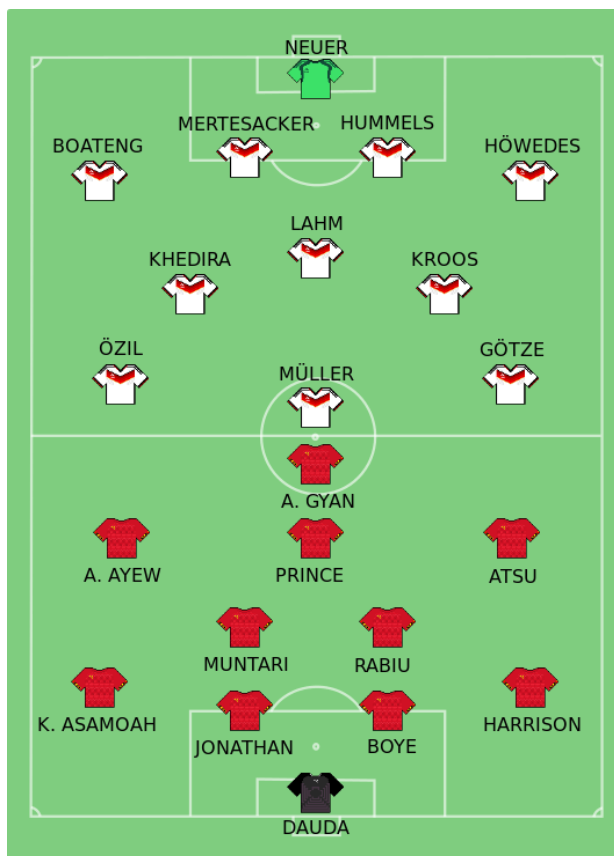 NEUER
MERTESACKER
HUMMELS
BOATENG
HÖWEDES
LAHM
KHEDIRA
KROOS
ÖZIL
GÖTZE
MÜLLER
A. GYAN
A. AYEW
PRINCE
ATSU
MUNTARI
RABIU
K. ASAMOAH
HARRISON
JONATHAN
BOYE
DAUDA